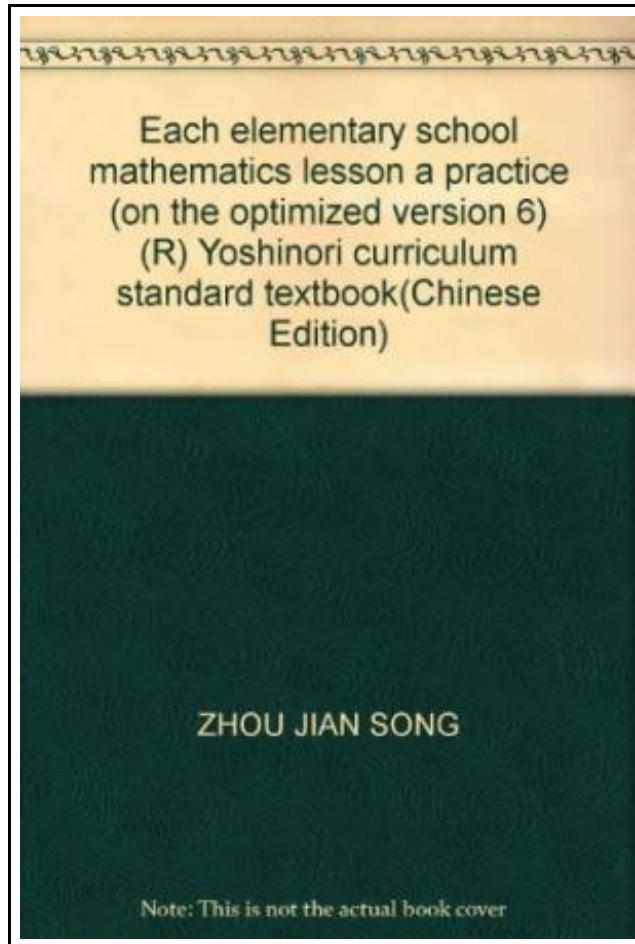 Each elementary school
mathematics lesson a practice
(on the optimized version 6)
(R) Yoshinori curriculum
standard textbook(Chinese
Edition)
ZHOU JIAN SONG
Note: This is not the actual book cover